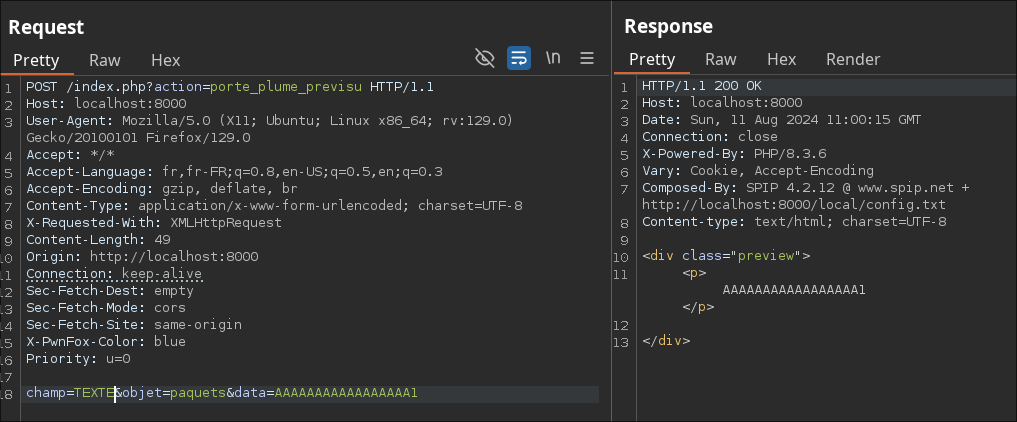 Request
Pretty Raw Hex \n
1 POST /index.php?action=porte_plume_previsu HTTP/1.1
2 Host: localhost:8000
3 User-Agent: Mozilla/5.0 (X11; Ubuntu; Linux x86_64; rv:129.0)
Gecko/20100101 Firefox/129.0
4 Accept: */*
5 Accept-Language: fr,fr-FR;q=0.8,en-US;q=0.5,en;q=0.3
6 Accept-Encoding: gzip, deflate, br
7 Content-Type: application/x-www-form-urlencoded; charset=UTF-8
8 X-Requested-With: XMLHttpRequest
9 Content-Length: 49
10 Origin: http://localhost:8000
11 Connection: keep-alive
12 Sec-Fetch-Dest: empty
13 Sec-Fetch-Mode: cors
14 Sec-Fetch-Site: same-origin
15 X-PwnFox-Color: blue
16 Priority: u=0
17
18 champ=TEXTE&objet=paquets&data=AAAAAAAAAAAAAAAAA1
Response
Pretty Raw Hex Render
1 HTTP/1.1 200 OK
2 Host: localhost:8000
3 Date: Sun, 11 Aug 2024 11:00:15 GMT
4 Connection: close
5 X-Powered-By: PHP/8.3.6
6 Vary: Cookie, Accept-Encoding
7 Composed-By: SPIP 4.2.12 @ www.spip.net +
http://localhost:8000/local/config.txt
8 Content-type: text/html; charset=UTF-8
9
10 <div class="preview">
11 <p>
AAAAAAAAAAAAAAAAA1
</p>
12
13 </div>